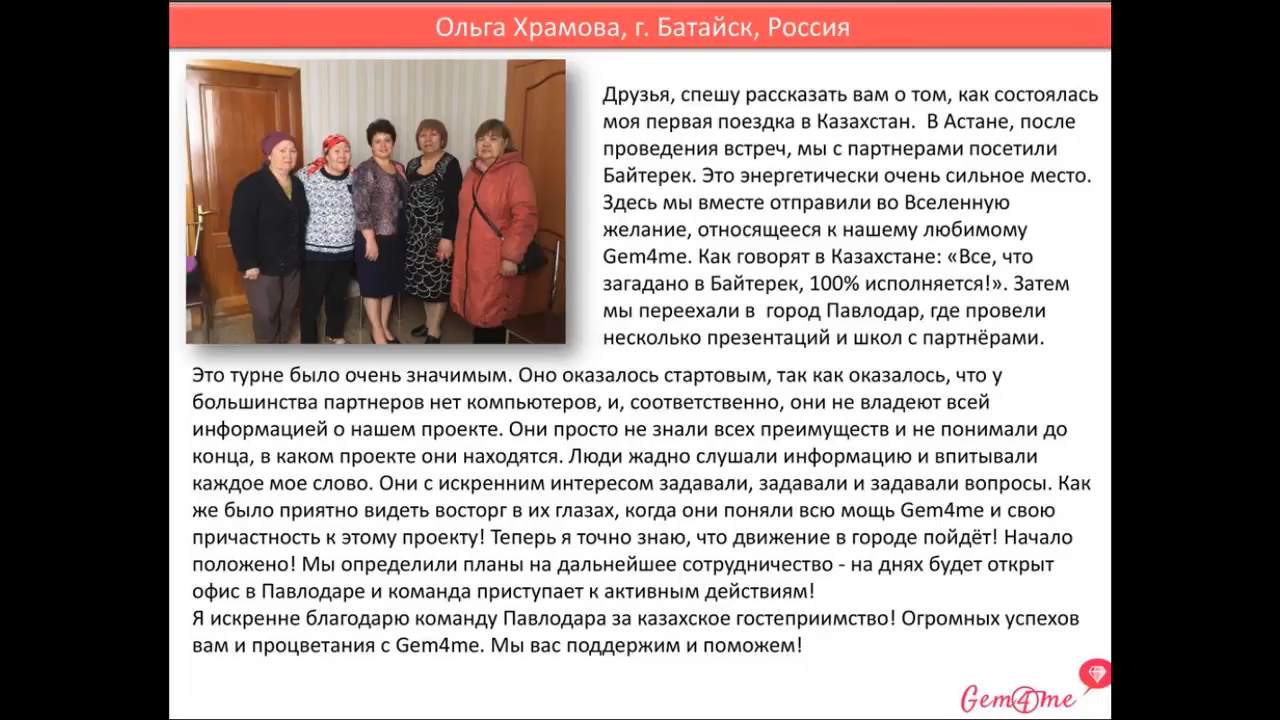 Ольга Храмова, г. Батайск, Россия
Друзья, спешу рассказать вам о том, как состоялась
моя первая поездка в Казахстан. В Астане, после
проведения встреч, мы с партнерами посетили
Байтерек. Это энергетически очень сильное место.
Здесь мы вместе отправили во Вселенную
желание, относящееся к нашему любимому
Gem4me. Как говорят в Казахстане: «Все, что
загадано в Байтерек, 100% исполняется!». Затем
мы переехали в город Павлодар, где провели
несколько презентаций и школ с партнёрами.
Это турне было очень значимым. Оно оказалось стартовым, так как оказалось, что у
большинства партнеров нет компьютеров, и, соответственно, они не владеют всей
информацией о нашем проекте. Они просто не знали всех преимуществ и не понимали до
конца, в каком проекте они находятся. Люди жадно слушали информацию и впитывали
каждое мое слово. Они с искренним интересом задавали, задавали и задавали вопросы. Как
же было приятно видеть восторг в их глазах, когда они поняли всю мощь Gem4me и свою
причастность к этому проекту! Теперь я точно знаю, что движение в городе пойдёт! Начало
положено! Мы определили планы на дальнейшее сотрудничество - на днях будет открыт
офис в Павлодаре и команда приступает к активным действиям!
Я искренне благодарю команду Павлодара за казахское гостеприимство! Огромных успехов
вам и процветания с Gem4me. Мы вас поддержим и поможем!
Gem4me